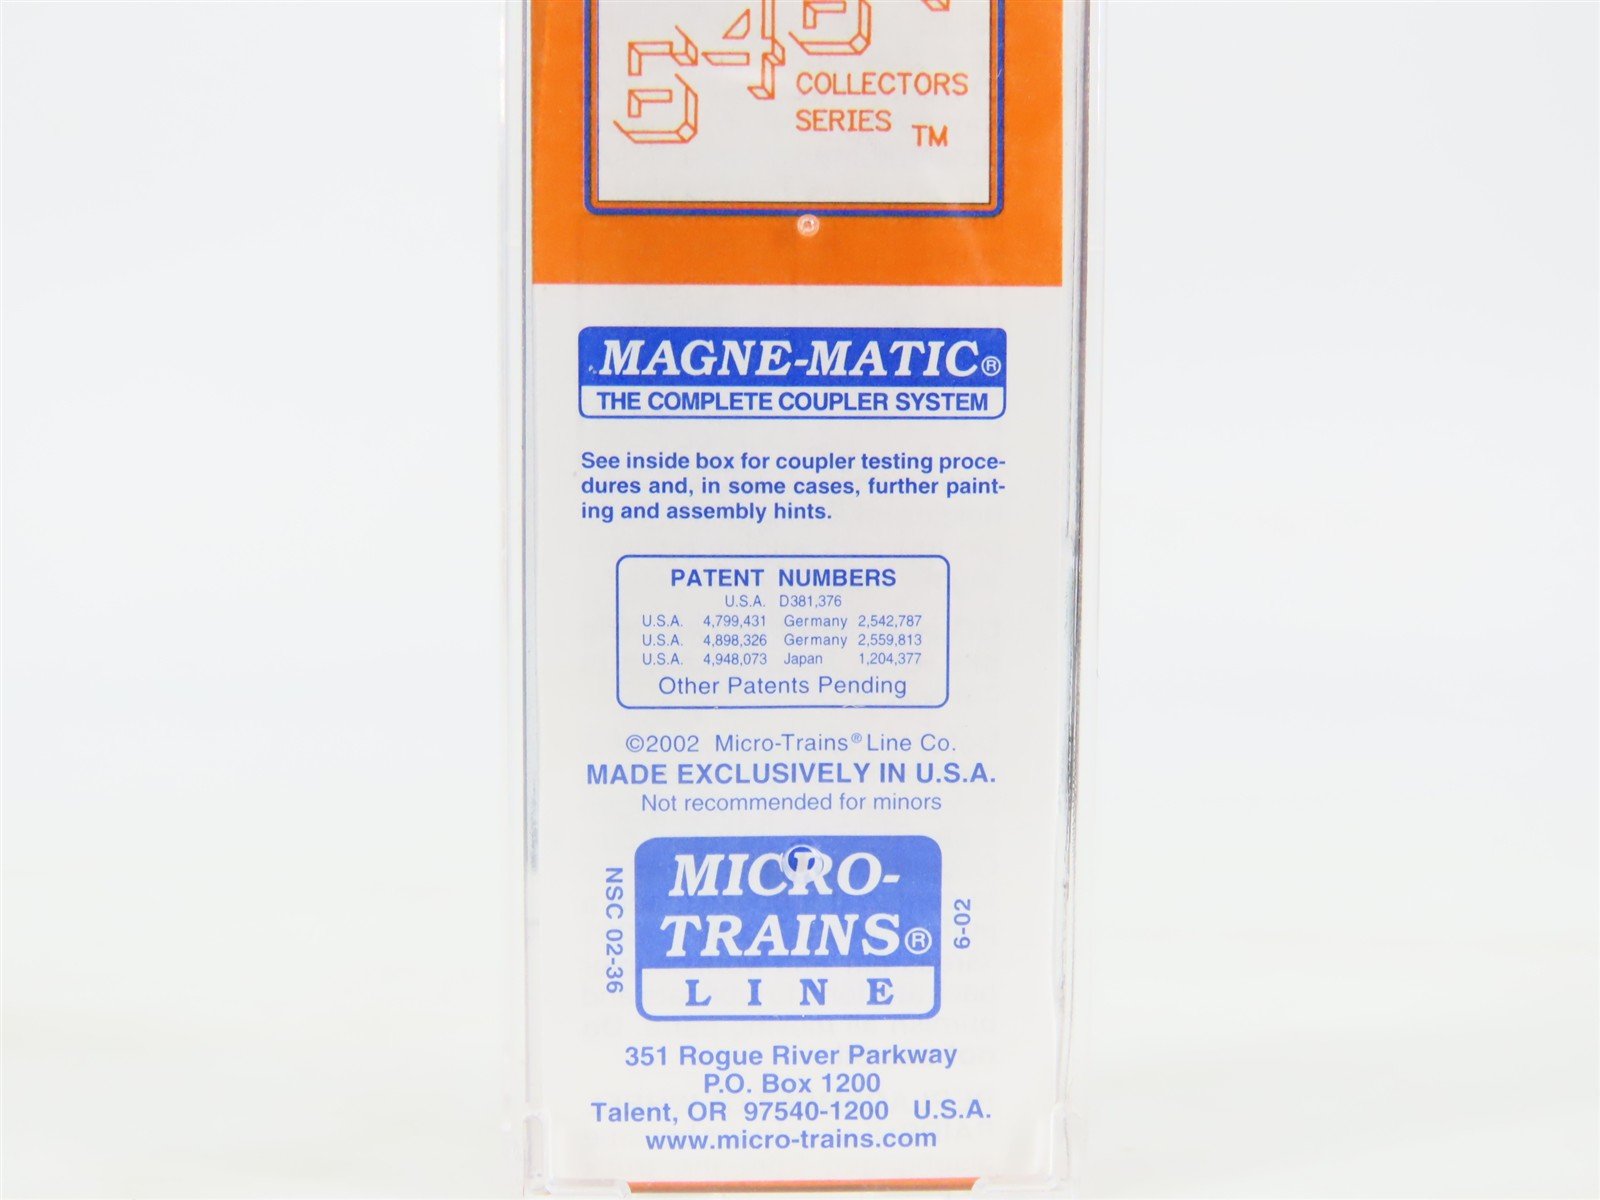 COLLECTORS
SERIES TM
MAGNE-MATIC®
THE COMPLETE COUPLER SYSTEM
See inside box for coupler testing proce-
dures and, in some cases, further paint-
ing and assembly hints.
PATENT NUMBERS
U.S.A. D381,376
U.S.A. 4,799,431 Germany 2,542,787
U.S.A. 4,898,326 Germany 2,559,813
U.S.A. 4,948,073 Japan 1,204,377
Other Patents Pending
©2002 Micro-Trains® Line Co.
MADE EXCLUSIVELY IN U.S.A.
Not recommended for minors
NSC 02-36
MICRO-
TRAINS®
LINE
6-02
351 Rogue River Parkway
P.O. Box 1200
Talent, OR 97540-1200 U.S.A.
www.micro-trains.com